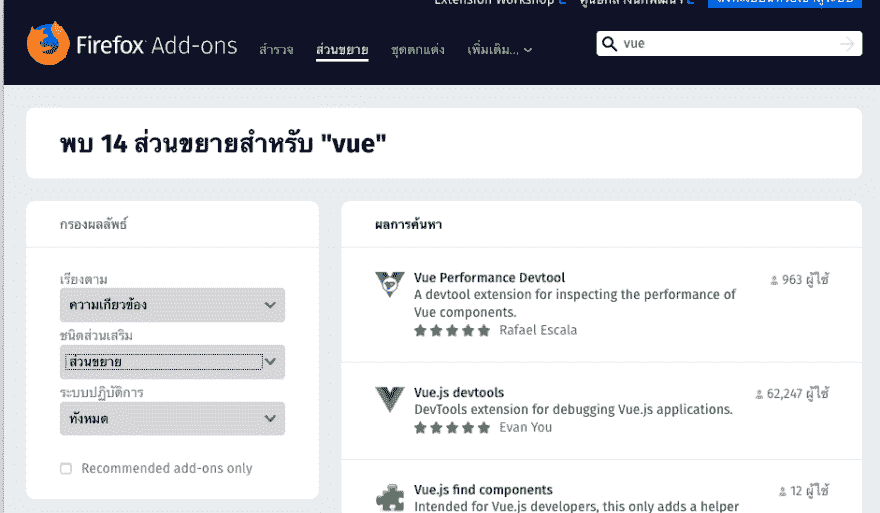 Extension Workshop
Firefox Add-ons
สำรวจ
ส่วนขยาย
ชุดตกแต่ง
เพิ่มเติม...
vue
พบ 14 ส่วนขยายสำหรับ "vue"
กรองผลลัพธ์
เรียงตาม
ความเกี่ยวข้อง
ชนิดส่วนเสริม
ส่วนขยาย
ระบบปฏิบัติการ
ทั้งหมด
Recommended add-ons only
ผลการค้นหา
Vue Performance Devtool
963 ผู้ใช้
A devtool extension for inspecting the performance of
Vue components.
Rafael Escala
Vue.js devtools
62,247 ผู้ใช้
DevTools extension for debugging Vue.js applications.
Evan You
Vue.js find components
12 ผู้ใช้
Intended for Vue.js developers, this only adds a helper